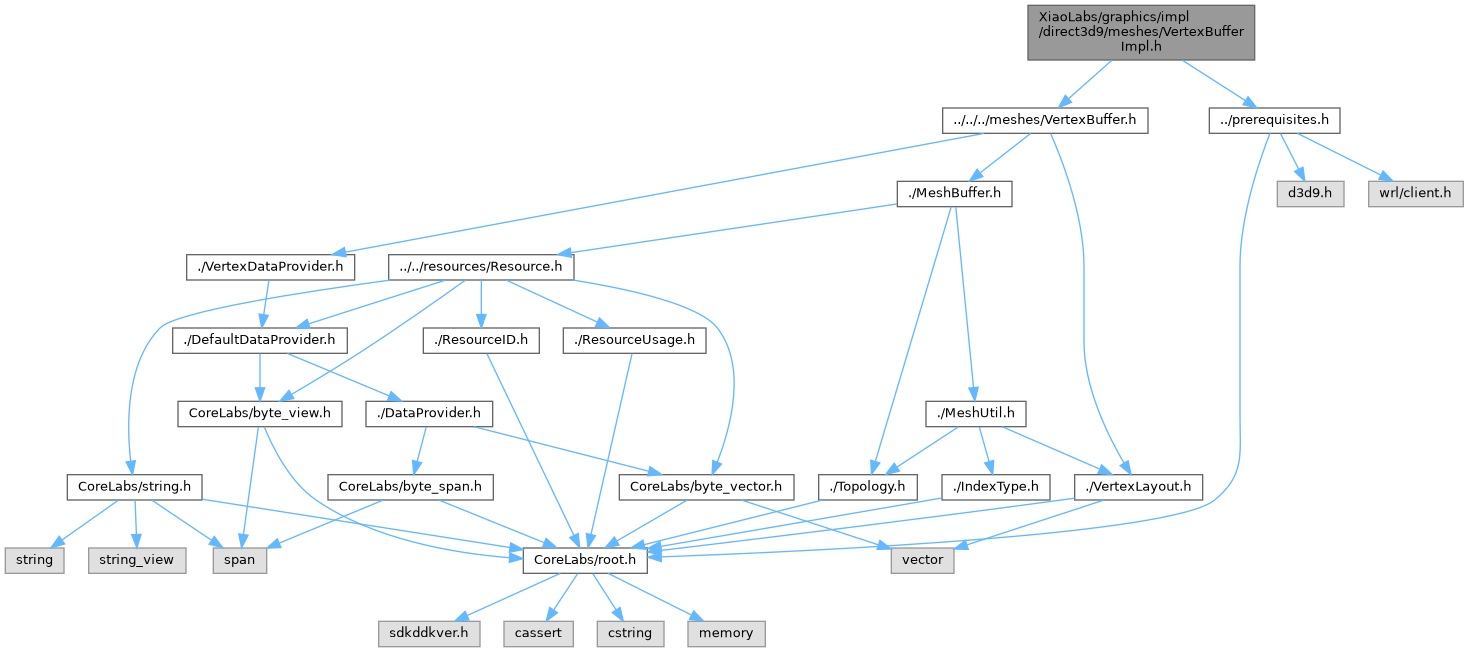 XiaoLabs/graphics/impl
/direct3d9/meshes/VertexBuffer
Impl.h
../../../meshes/VertexBuffer.h
../prerequisites.h
./MeshBuffer.h
d3d9.h
wrl/client.h
./VertexDataProvider.h
../../resources/Resource.h
./DefaultDataProvider.h
./ResourceID.h
./ResourceUsage.h
CoreLabs/byte_view.h
./DataProvider.h
./MeshUtil.h
CoreLabs/string.h
CoreLabs/byte_span.h
CoreLabs/byte_vector.h
./Topology.h
./IndexType.h
./VertexLayout.h
string
string_view
span
CoreLabs/root.h
vector
sdkddkver.h
cassert
cstring
memory